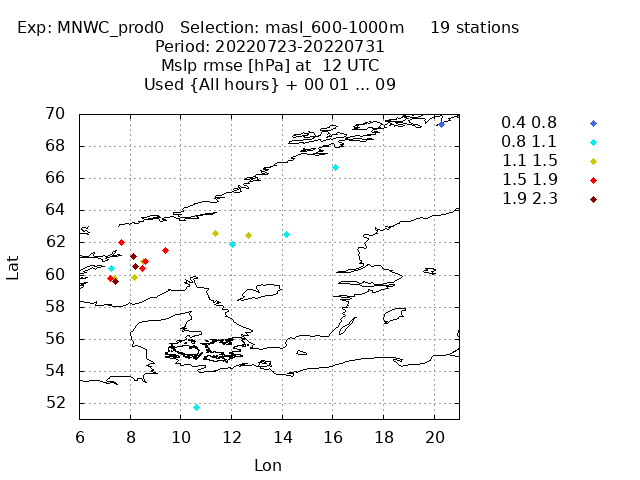 Exp: MNWC_prod0   Selection: masl_600-1000m     19 stations
Period: 20220723-20220731
Mslp rmse [hPa] at  12 UTC
Used {All hours} + 00 01 ... 09
0.4 0.8
0.8 1.1
1.1 1.5
1.5 1.9
1.9 2.3
70
68
66
64
62
60
58
56
54
52
Lat
6 8 10 12 14 16 18 20
Lon